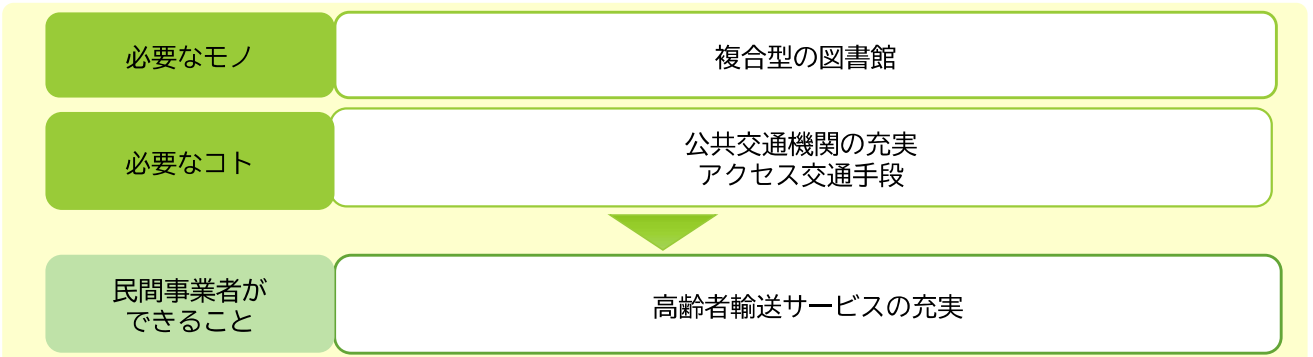 必要なモノ
複合型の図書館
必要なコト
公共交通機関の充実
アクセス交通手段
民間事業者が
できること
高齢者輸送サービスの充実